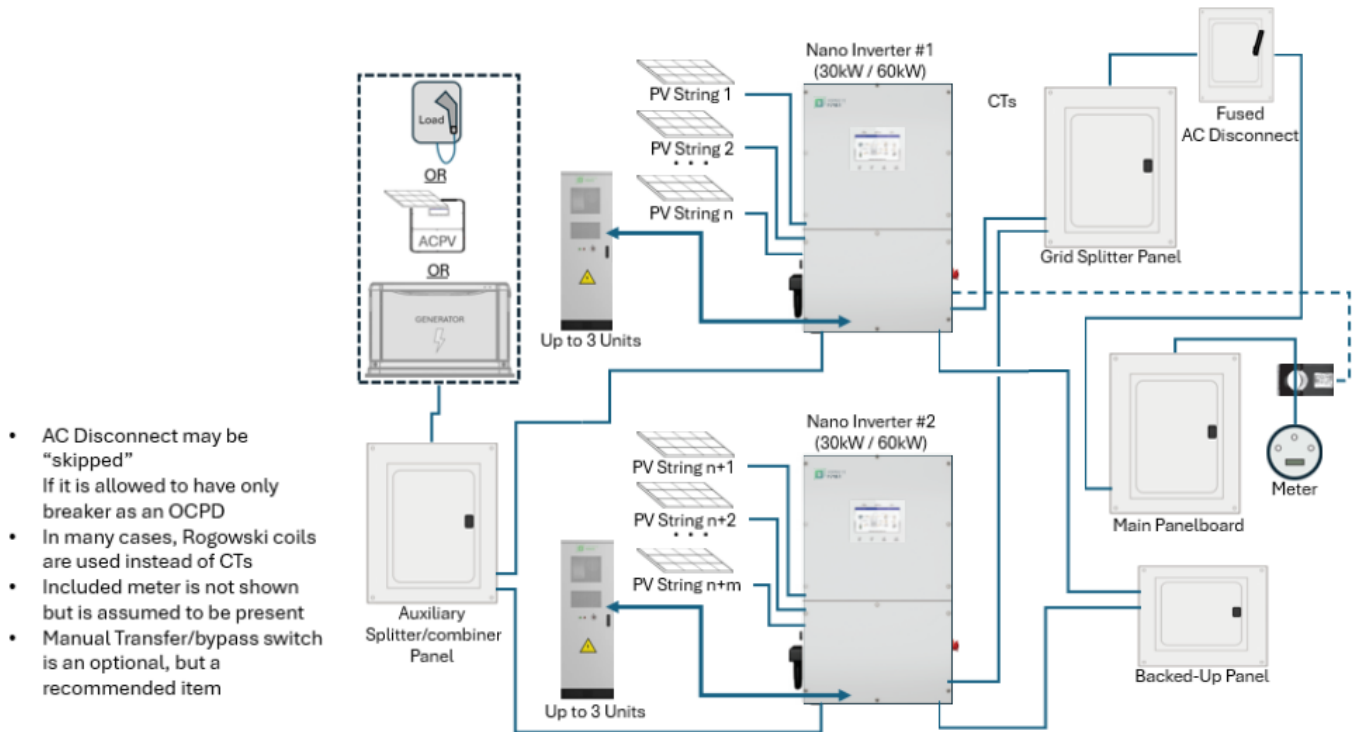 Nano Inverter #1
(30kW / 60kW)
PV String 1
PV String 2
• • •
PV String n
CTs
Fused
AC Disconnect
Load
OR
ACPV
OR
GENERATOR
Up to 3 Units
Grid Splitter Panel
Main Panelboard
Meter
Nano Inverter #2
(30kW / 60kW)
PV String n+1
PV String n+2
• • •
PV String n+m
Up to 3 Units
Auxiliary
Splitter/combiner
Panel
Backed-Up Panel
• AC Disconnect may be
“skipped”
If it is allowed to have only
breaker as an OCPD
• In many cases, Rogowski coils
are used instead of CTs
• Included meter is not shown
but is assumed to be present
• Manual Transfer/bypass switch
is an optional, but a
recommended item